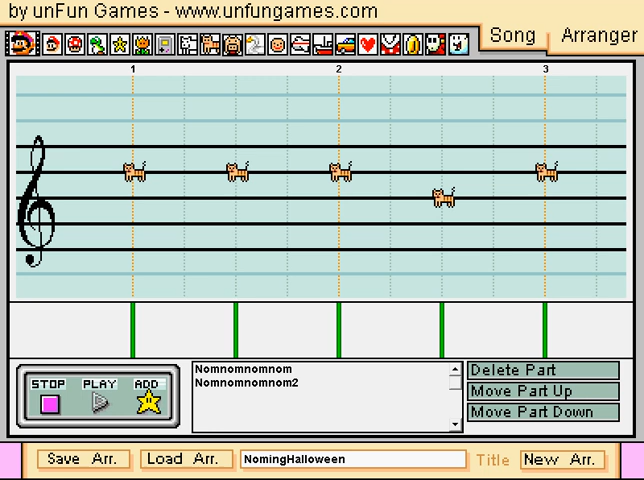 by unFun Games - www.unfungames.com
Song
Arranger
1 2 3
Nomnomnomnom
Nomnomnomnom2
STOP PLAY ADD
Delete Part
Move Part Up
Move Part Down
Save Arr.
Load Arr.
NomingHalloween
Title
New Arr.